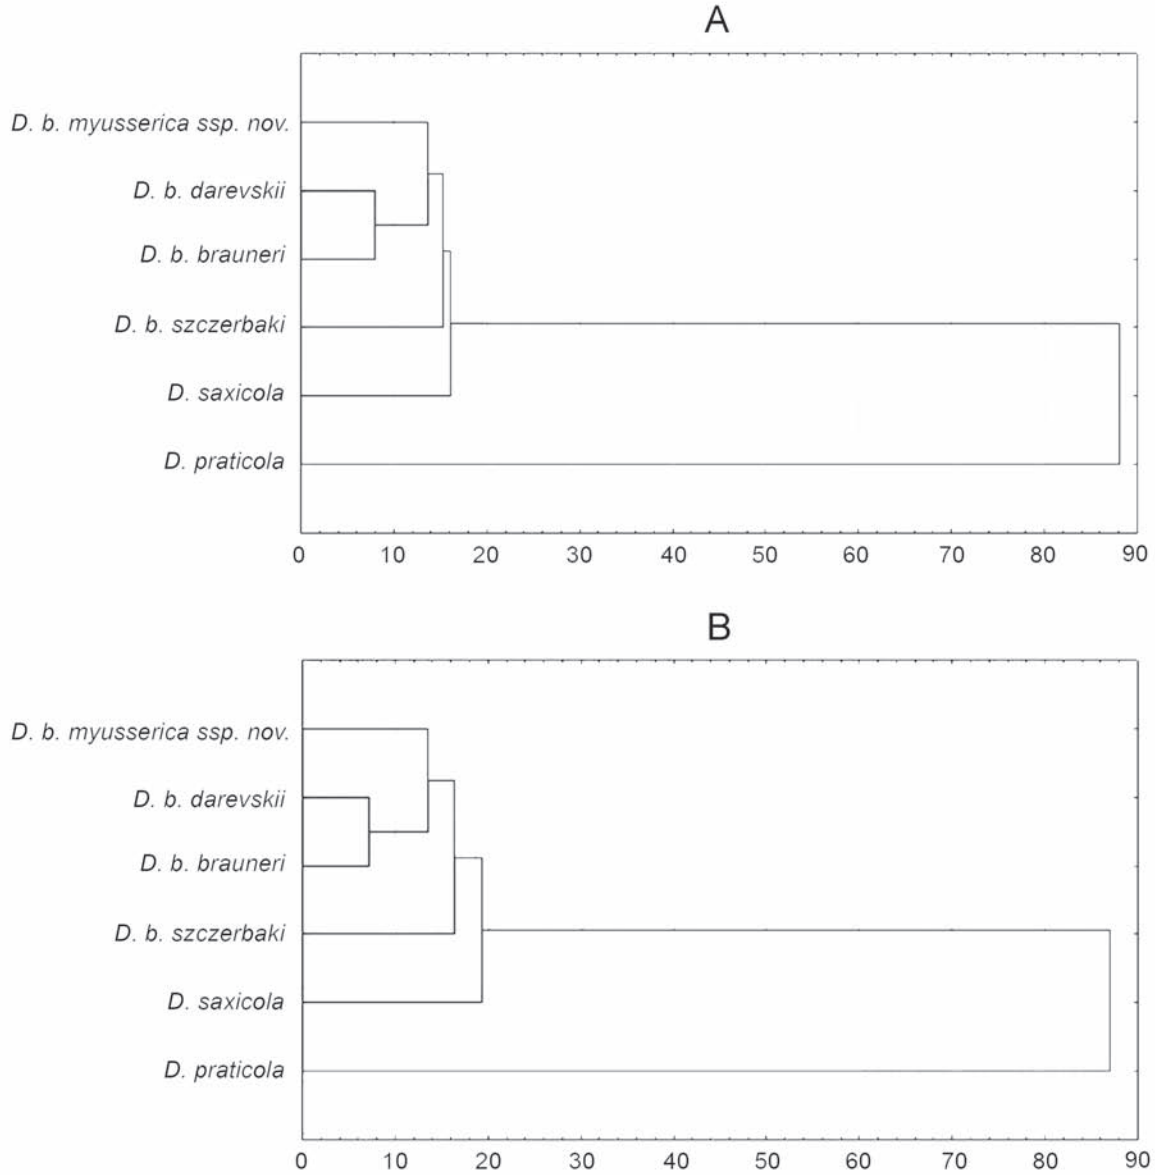 A
D. b. myusserica ssp. nov.
D. b. darevskii
D. b. brauneri
D. b. szczerbaki
D. saxicola
D. praticola
0 10 20 30 40 50 60 70 80 90
B
D. b. myusserica ssp. nov.
D. b. darevskii
D. b. brauneri
D. b. szczerbaki
D. saxicola
D. praticola
0 10 20 30 40 50 60 70 80 90